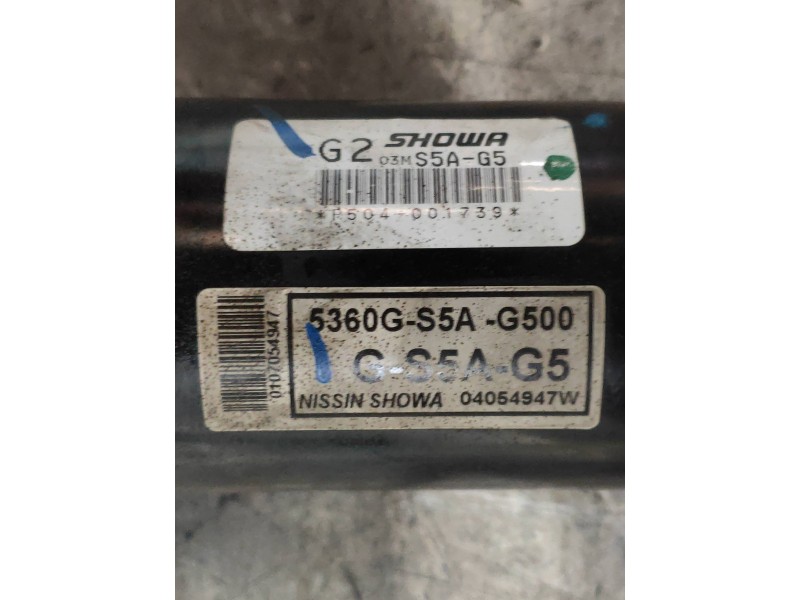 SHOWA
G2 03M S5A-G5
*P504-001739*
0107054947
5360G-S5A -G500
G-S5A-G5
NISSIN SHOWA 04054947W